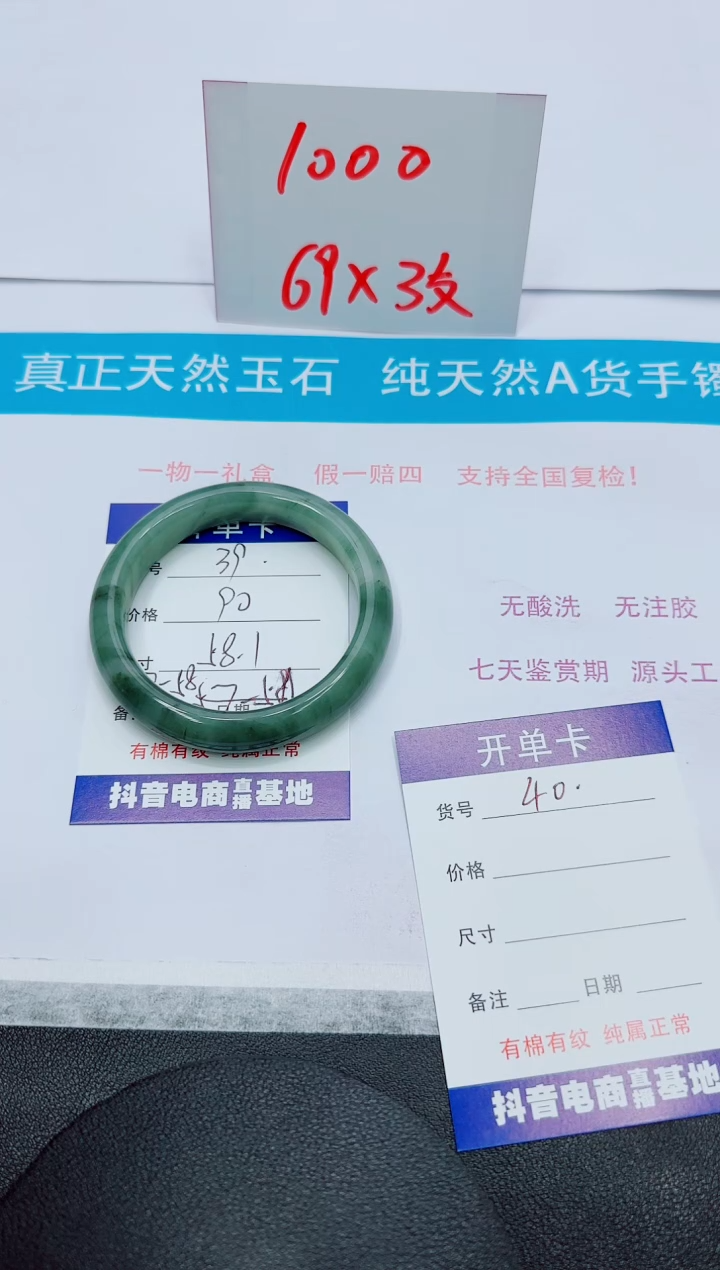 1000
69×3支
真正天然玉石 纯天然A货手镯
一物一礼盒 假一赔四 支持全国复检!
无酸洗 无注胶
七天鉴赏期 源头工
单卡
号 39.
价格 90
寸 58.1
备
有棉有纹 纯属正常
抖音电商直播基地
开单卡
货号 40.
价格
尺寸
备注 日期
有棉有纹 纯属正常
抖音电商直播基地